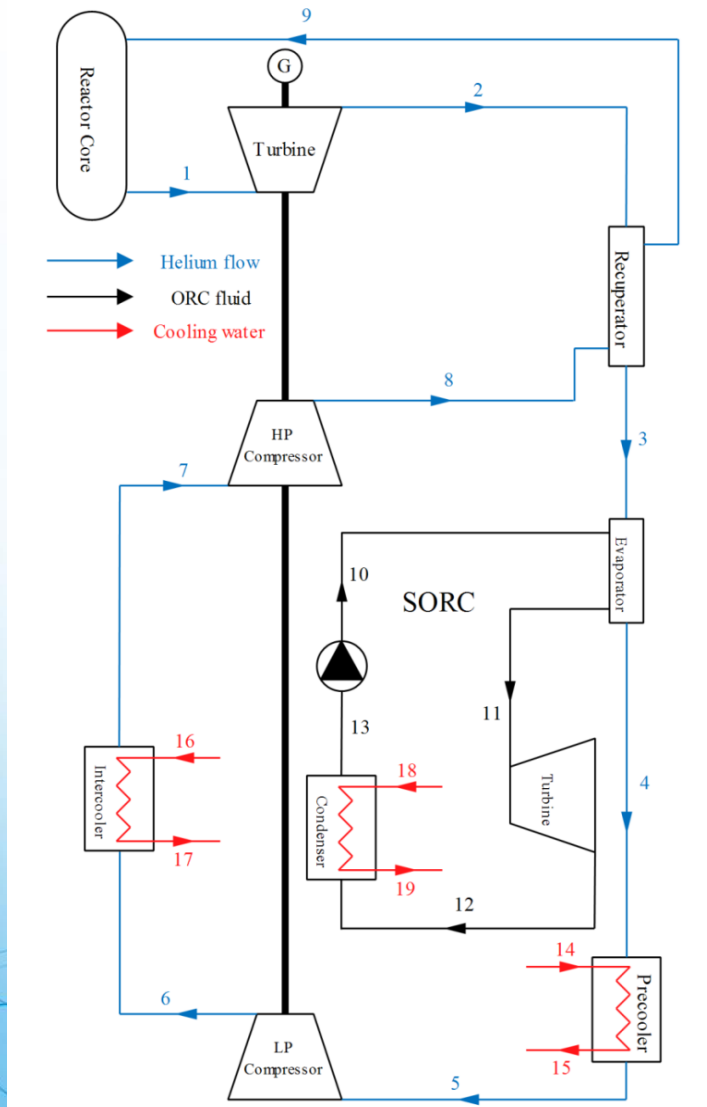 9
Reactor Core
G
Turbine
2
1
Helium flow
ORC fluid
Cooling water
Recuperator
8
HP
Compressor
3
7
Evaporator
10
SORC
11
13
16
Intercooler
17
18
Condenser
19
Turbine
4
12
14
Precooler
15
6
LP
Compressor
5